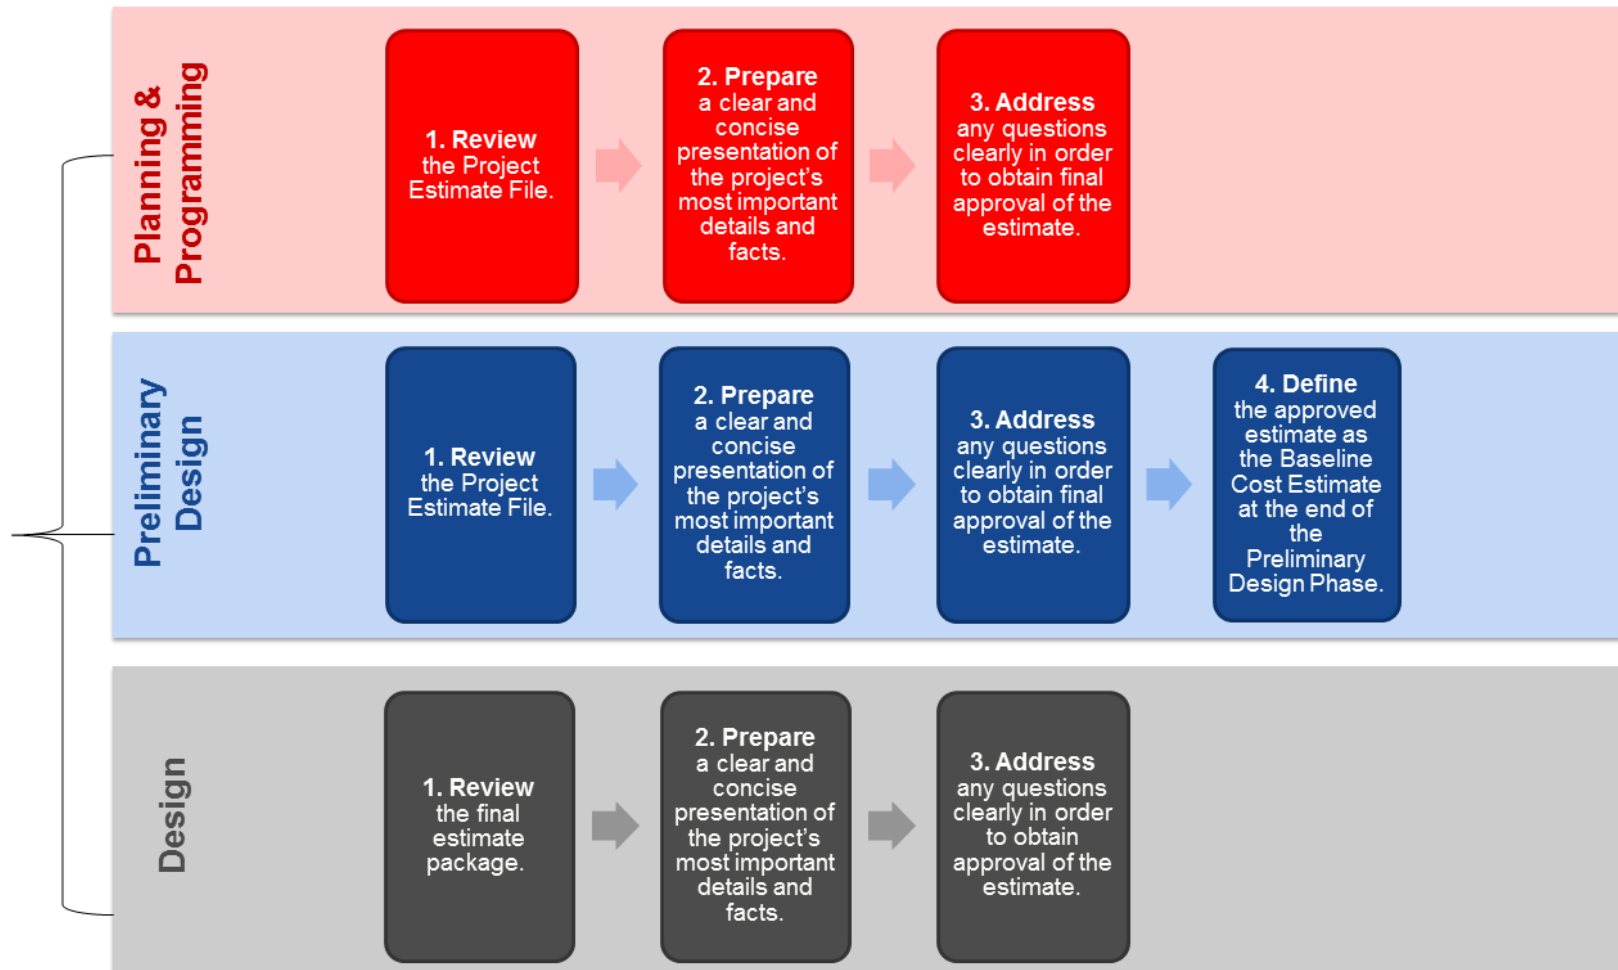 Planning &
Programming
1. Review
the Project
Estimate File.
2. Prepare
a clear and
concise
presentation of
the project’s
most important
details and
facts.
3. Address
any questions
clearly in order
to obtain final
approval of the
estimate.
Preliminary
Design
1. Review
the Project
Estimate File.
2. Prepare
a clear and
concise
presentation of
the project’s
most important
details and
facts.
3. Address
any questions
clearly in order
to obtain final
approval of the
estimate.
4. Define
the approved
estimate as
the Baseline
Cost Estimate
at the end of
the
Preliminary
Design Phase.
Design
1. Review
the final
estimate
package.
2. Prepare
a clear and
concise
presentation of
the project’s
most important
details and
facts.
3. Address
any questions
clearly in order
to obtain
approval of the
estimate.